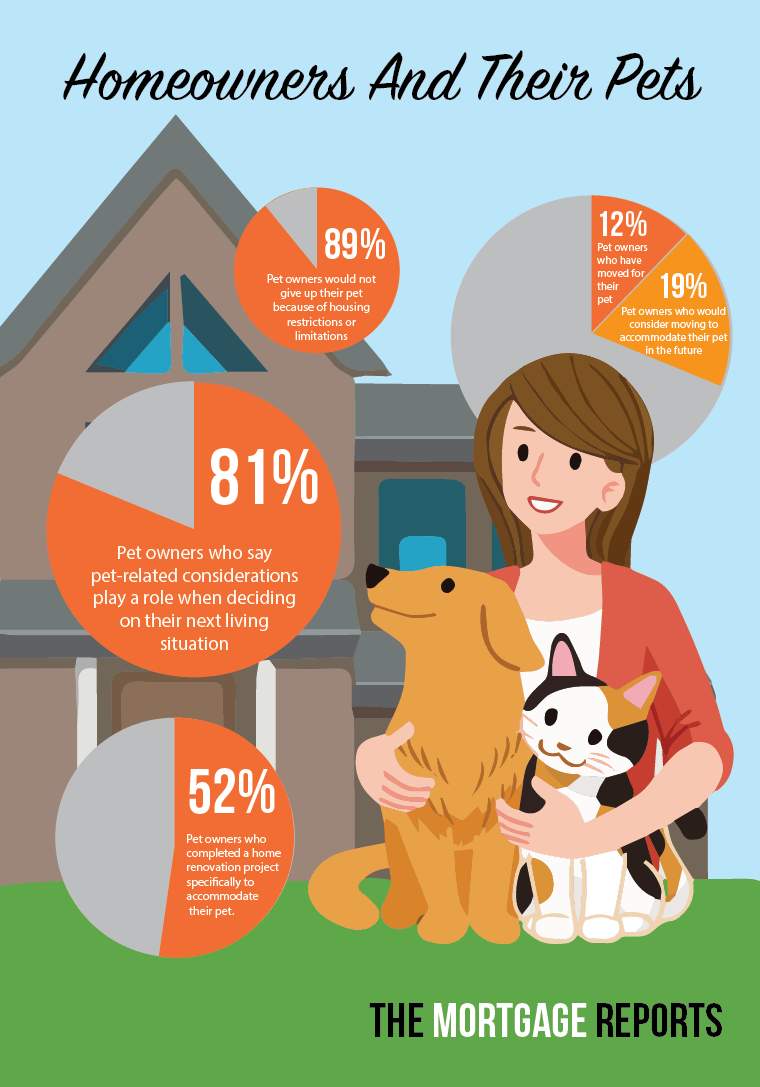 Homeowners And Their Pets
89%
Pet owners would not
give up their pet
because of housing
restrictions or
limitations
12%
Pet owners
who have
moved for
their
pet
19%
Pet owners who would
consider moving to
accommodate their pet
in the future
81%
Pet owners who say
pet-related considerations
play a role when deciding
on their next living
situation
52%
Pet owners who
completed a home
renovation project
specifically to
accommodate
their pet.
THE MORTGAGE REPORTS